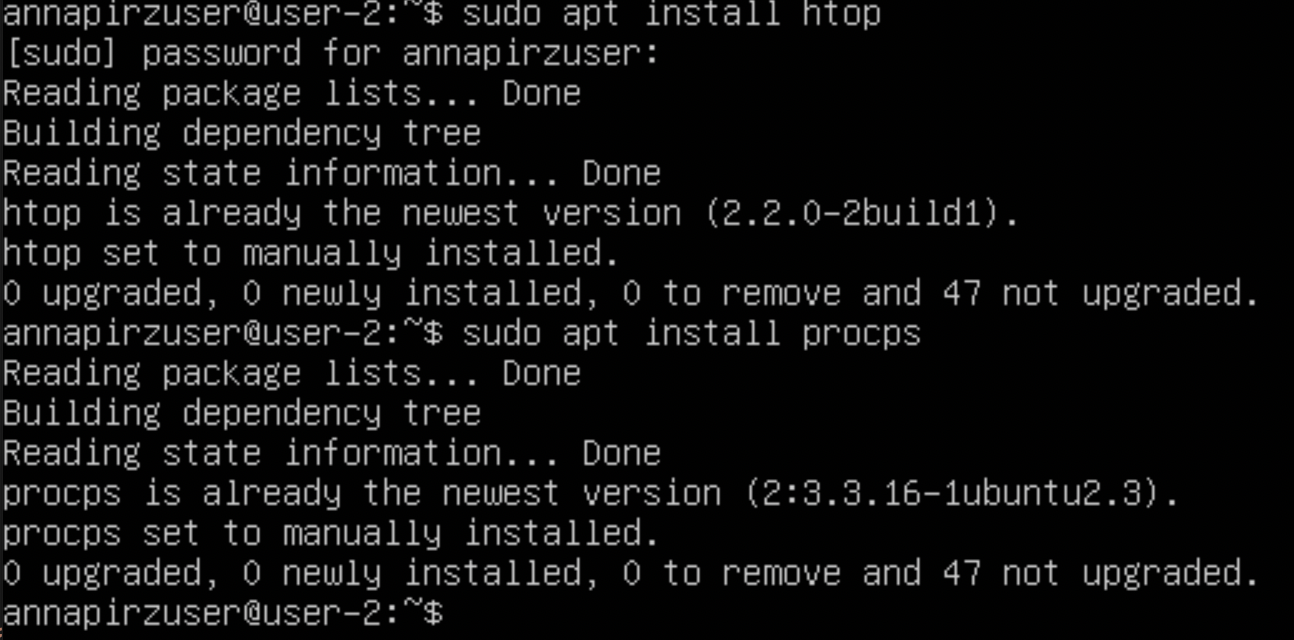 annapirzuser@user-2:~$ sudo apt install htop
[sudo] password for annapirzuser:
Reading package lists... Done
Building dependency tree
Reading state information... Done
htop is already the newest version (2.2.0-2build1).
htop set to manually installed.
0 upgraded, 0 newly installed, 0 to remove and 47 not upgraded.
annapirzuser@user-2:~$ sudo apt install procps
Reading package lists... Done
Building dependency tree
Reading state information... Done
procps is already the newest version (2:3.3.16-1ubuntu2.3).
procps set to manually installed.
0 upgraded, 0 newly installed, 0 to remove and 47 not upgraded.
annapirzuser@user-2:~$